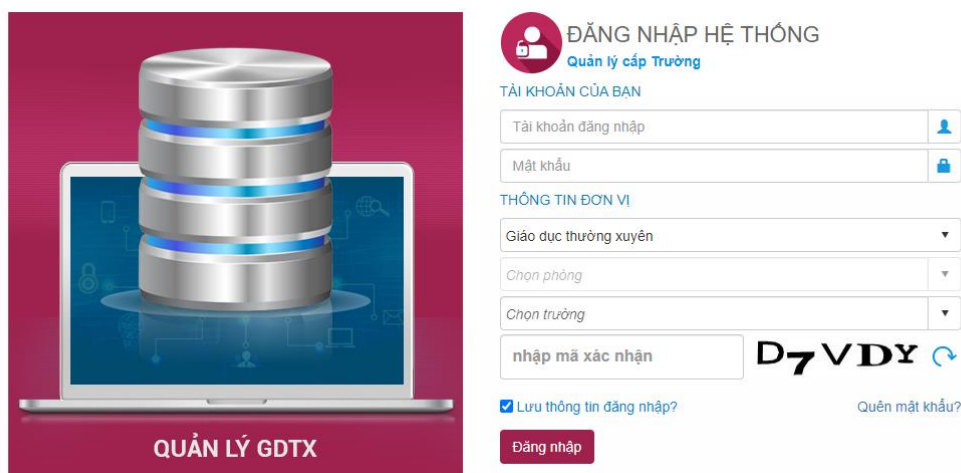 QUẢN LÝ GDTX
ĐĂNG NHẬP HỆ THỐNG
Quản lý cấp Trường
TÀI KHOẢN CỦA BẠN
Tài khoản đăng nhập
Mật khẩu
THÔNG TIN ĐƠN VỊ
Giáo dục thường xuyên
Chọn phòng
Chọn trường
nhập mã xác nhận
D7VDY
Lưu thông tin đăng nhập?
Quên mật khẩu?
Đăng nhập